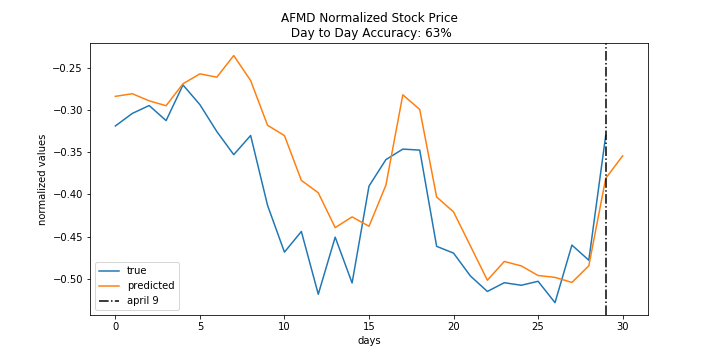 AFMD Normalized Stock Price
Day to Day Accuracy: 63%
normalized values
−0.25
−0.30
−0.35
−0.40
−0.45
−0.50
true
predicted
april 9
0
5
10
15
20
25
30
days